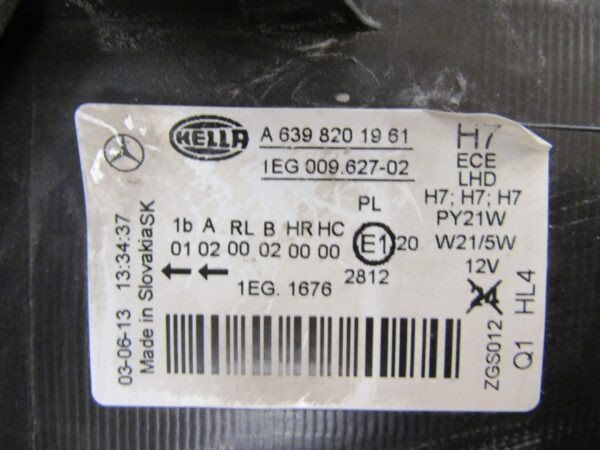 HELLA
A 639 820 19 61
1EG 009.627-02
H7
ECE
LHD
H7; H7; H7
PY21W
W21/5W
12V
24
PL
1b A RL B HR HC
01 02 00 02 00 00
E1 20
2812
1EG. 1676
03-06-13 13:34:37
Made in SlovakiaSK
ZGS012
Q1 HL4